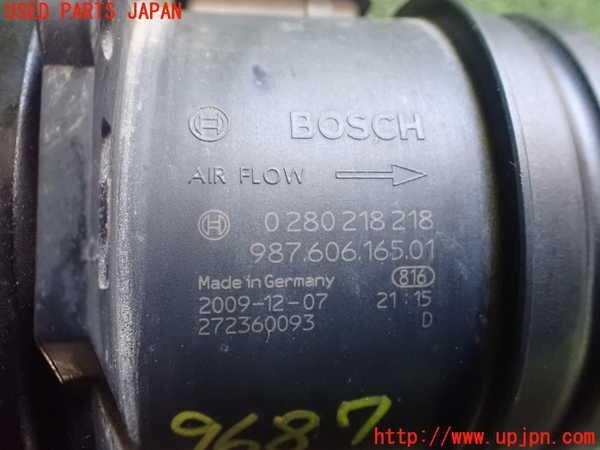 USED PARTS JAPAN
BOSCH
AIR FLOW
0 280 218 218
987.606.165.01
Made in Germany 816
2009-12-07 21:15
272360093 D
9687
http://www.upjpn.com/